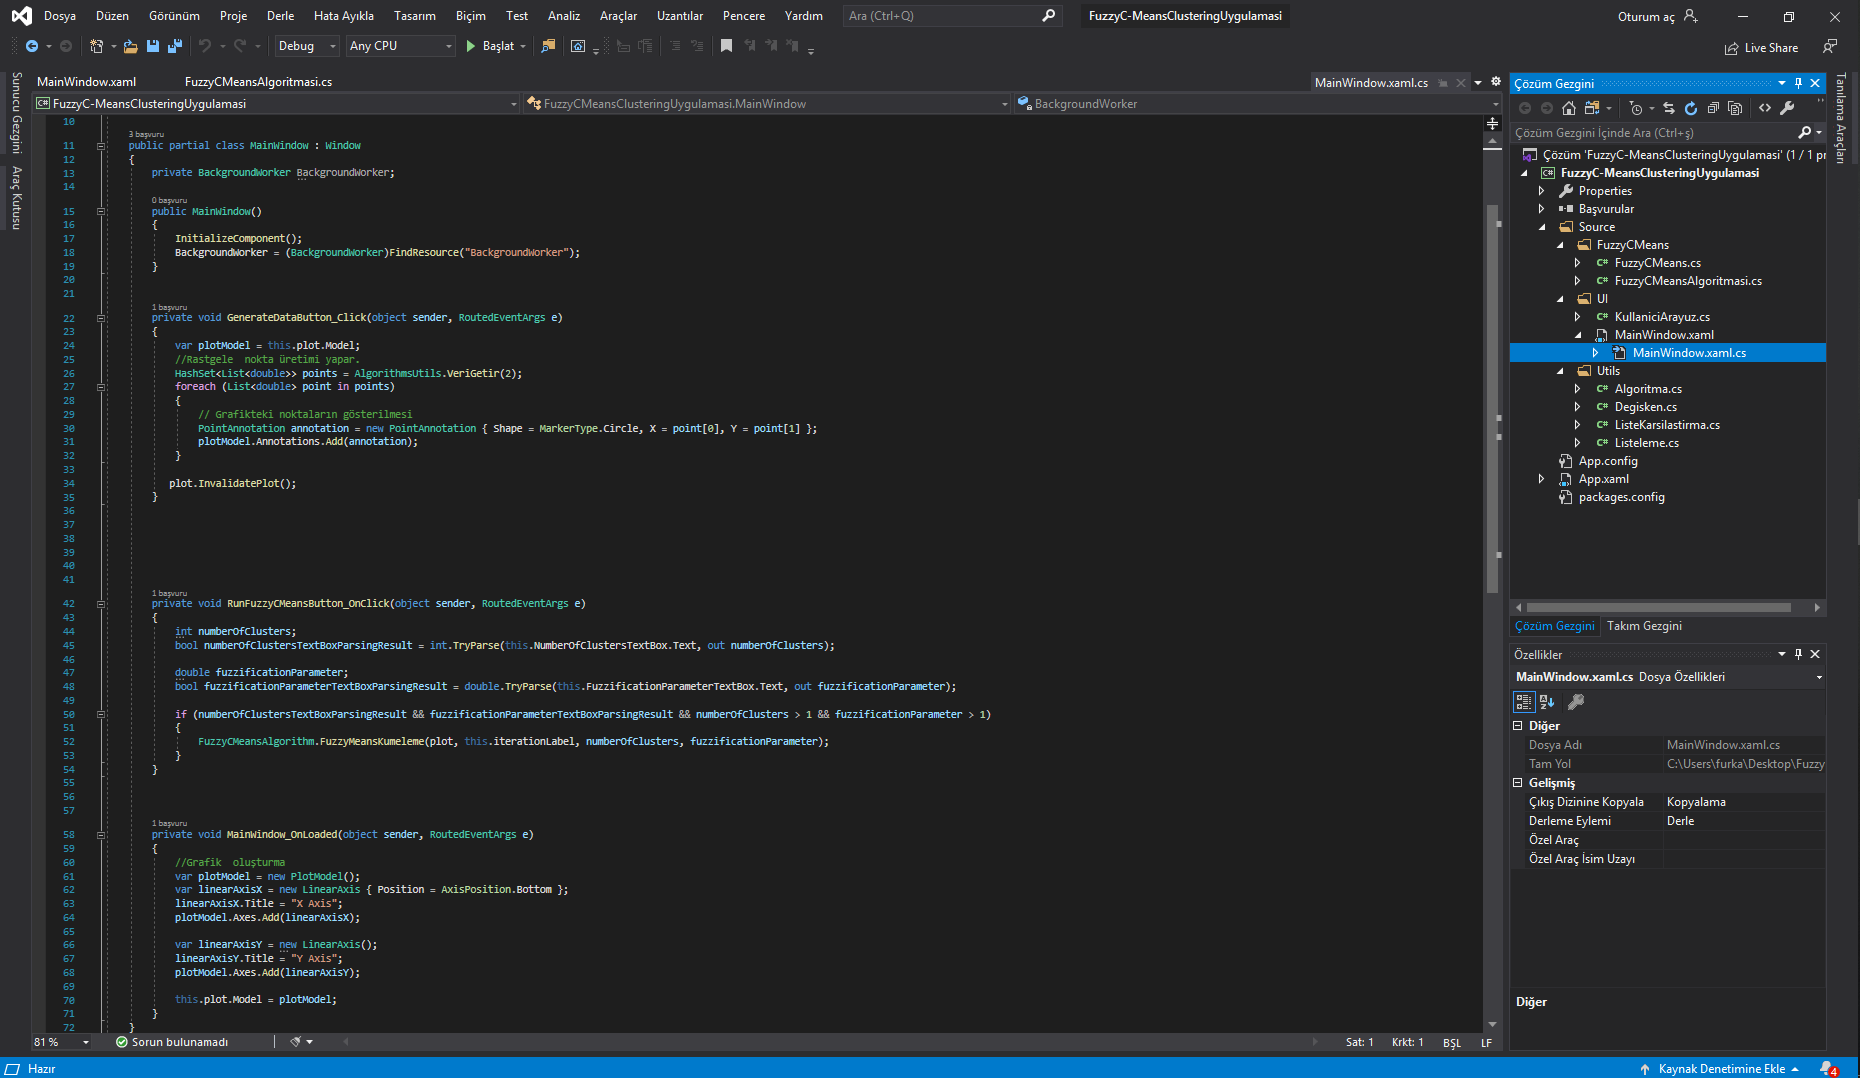 Dosya Düzen Görünüm Proje Derle Hata Ayıkla Tasarım Biçim Test Analiz Araçlar Uzantılar Pencere Yardım Ara (Ctrl+Q) FuzzyC-MeansClusteringUygulamasi Oturum aç
Debug Any CPU Başlat Live Share
Sunucu Gezgini
Araç Kutusu
MainWindow.xaml FuzzyCMeansAlgoritmasi.cs MainWindow.xaml.cs
FuzzyC-MeansClusteringUygulamasi FuzzyCMeansClusteringUygulamasi.MainWindow BackgroundWorker
10
3 başvuru
11 public partial class MainWindow : Window
12 {
13 private BackgroundWorker BackgroundWorker;
14
0 başvuru
15 public MainWindow()
16 {
17 InitializeComponent();
18 BackgroundWorker = (BackgroundWorker)FindResource("BackgroundWorker");
19 }
20
21
1 başvuru
22 private void GenerateDataButton_Click(object sender, RoutedEventArgs e)
23 {
24 var plotModel = this.plot.Model;
25 //Rastgele  nokta üretimi yapar.
26 HashSet<List<double>> points = AlgorithmsUtils.VeriGetir(2);
27 foreach (List<double> point in points)
28 {
29 // Grafikteki noktaların gösterilmesi
30 PointAnnotation annotation = new PointAnnotation { Shape = MarkerType.Circle, X = point[0], Y = point[1] };
31 plotModel.Annotations.Add(annotation);
32 }
33
34 plot.InvalidatePlot();
35 }
36
37
38
39
40
41
1 başvuru
42 private void RunFuzzyCMeansButton_OnClick(object sender, RoutedEventArgs e)
43 {
44 int numberOfClusters;
45 bool numberOfClustersTextBoxParsingResult = int.TryParse(this.NumberOfClustersTextBox.Text, out numberOfClusters);
46
47 double fuzzificationParameter;
48 bool fuzzificationParameterTextBoxParsingResult = double.TryParse(this.FuzzificationParameterTextBox.Text, out fuzzificationParameter);
49
50 if (numberOfClustersTextBoxParsingResult && fuzzificationParameterTextBoxParsingResult && numberOfClusters > 1 && fuzzificationParameter > 1)
51 {
52 FuzzyCMeansAlgorithm.FuzzyMeansKumeleme(plot, this.iterationLabel, numberOfClusters, fuzzificationParameter);
53 }
54 }
55
56
57
1 başvuru
58 private void MainWindow_OnLoaded(object sender, RoutedEventArgs e)
59 {
60 //Grafik  oluşturma
61 var plotModel = new PlotModel();
62 var linearAxisX = new LinearAxis { Position = AxisPosition.Bottom };
63 linearAxisX.Title = "X Axis";
64 plotModel.Axes.Add(linearAxisX);
65
66 var linearAxisY = new LinearAxis();
67 linearAxisY.Title = "Y Axis";
68 plotModel.Axes.Add(linearAxisY);
69
70 this.plot.Model = plotModel;
71 }
72 }
81 % Sorun bulunamadı Sat: 1 Krkt: 1 BŞL LF
Çözüm Gezgini
Çözüm Gezgini İçinde Ara (Ctrl+ş)
Çözüm 'FuzzyC-MeansClusteringUygulamasi' (1 / 1 pr
FuzzyC-MeansClusteringUygulamasi
Properties
Başvurular
Source
FuzzyCMeans
C# FuzzyCMeans.cs
C# FuzzyCMeansAlgoritmasi.cs
UI
C# KullaniciArayuz.cs
MainWindow.xaml
MainWindow.xaml.cs
Utils
C# Algoritma.cs
C# Degisken.cs
C# ListeKarsilastirma.cs
C# Listeleme.cs
App.config
App.xaml
packages.config
Çözüm Gezgini Takım Gezgini
Özellikler
MainWindow.xaml.cs Dosya Özellikleri
Diğer
Dosya Adı MainWindow.xaml.cs
Tam Yol C:\Users\furka\Desktop\Fuzzy
Gelişmiş
Çıkış Dizinine Kopyala Kopyalama
Derleme Eylemi Derle
Özel Araç
Özel Araç İsim Uzayı
Diğer
Tanılama Araçları
Hazır Kaynak Denetimine Ekle 4